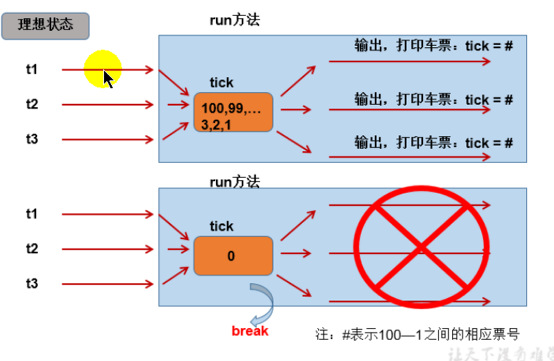 理想状态
run方法
t1
t2
t3
tick
100,99,…
3,2,1
输出，打印车票：tick = #
输出，打印车票：tick = #
输出，打印车票：tick = #
run方法
t1
t2
t3
tick
0
break
注：#表示100—1之间的相应票号